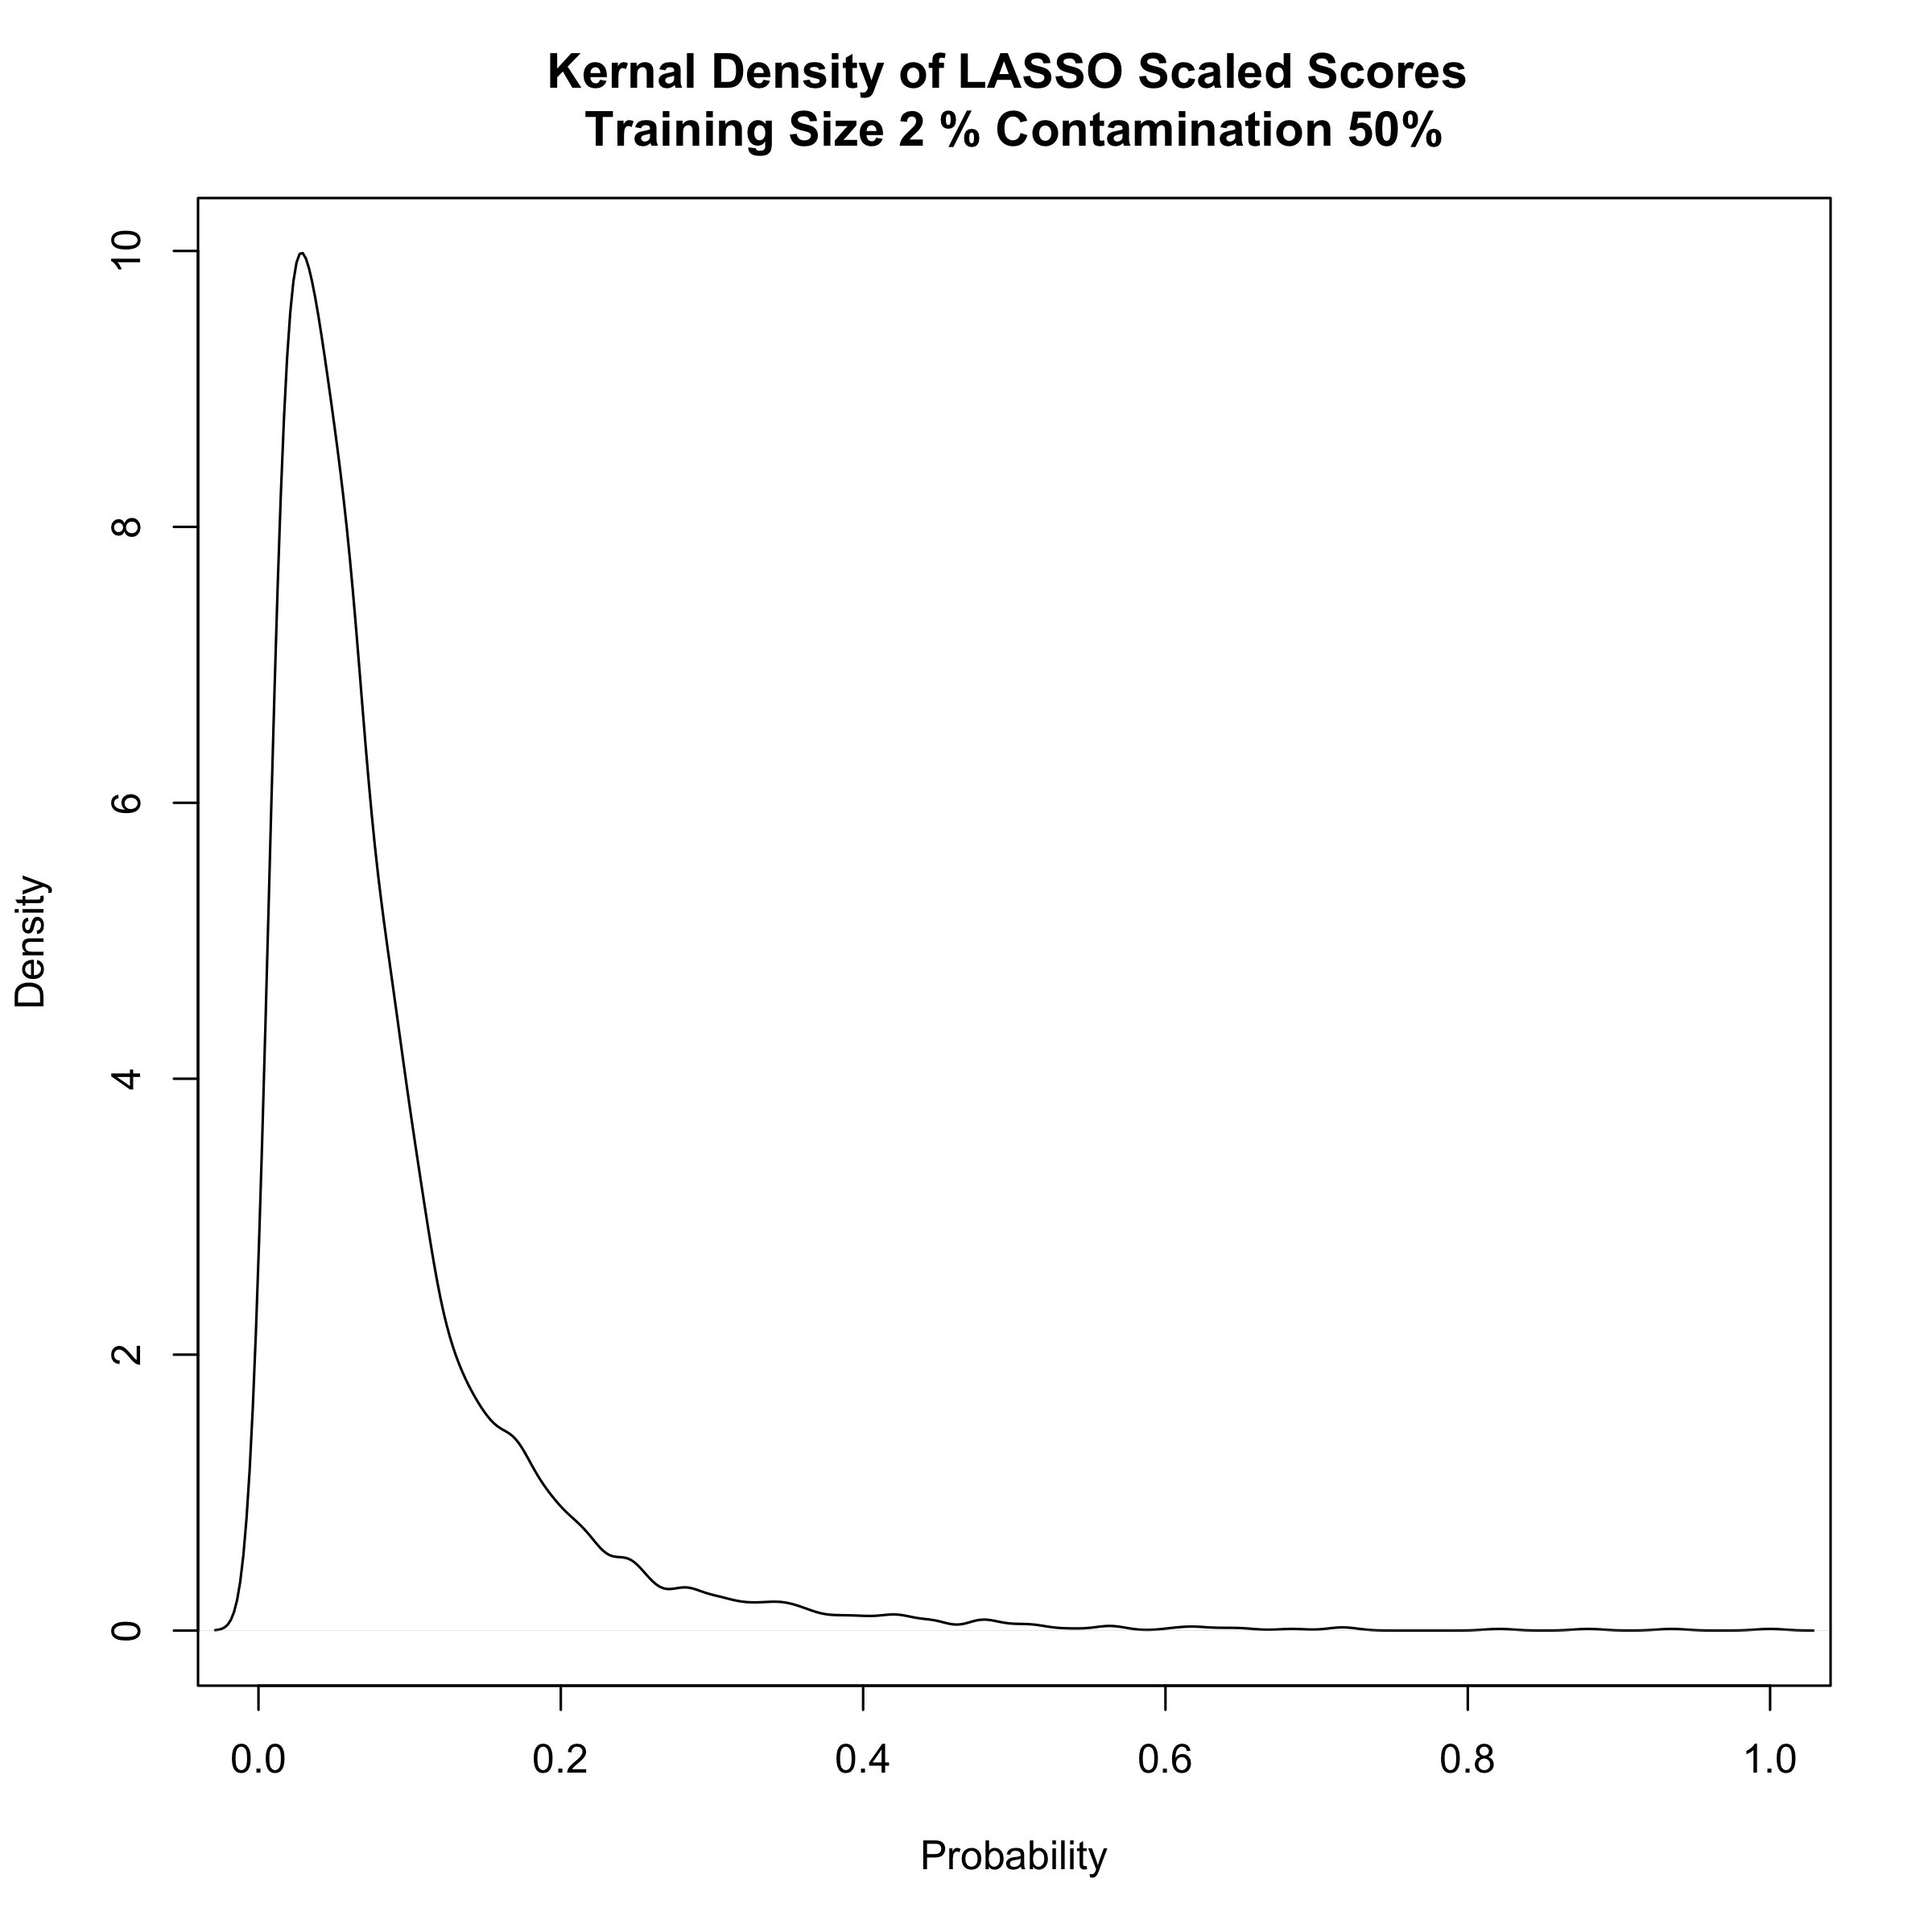 Kernal Density of LASSO Scaled Scores
Training Size 2 % Contamination 50%
10
8
6
4
2
0
Density
0.0 0.2 0.4 0.6 0.8 1.0
Probability